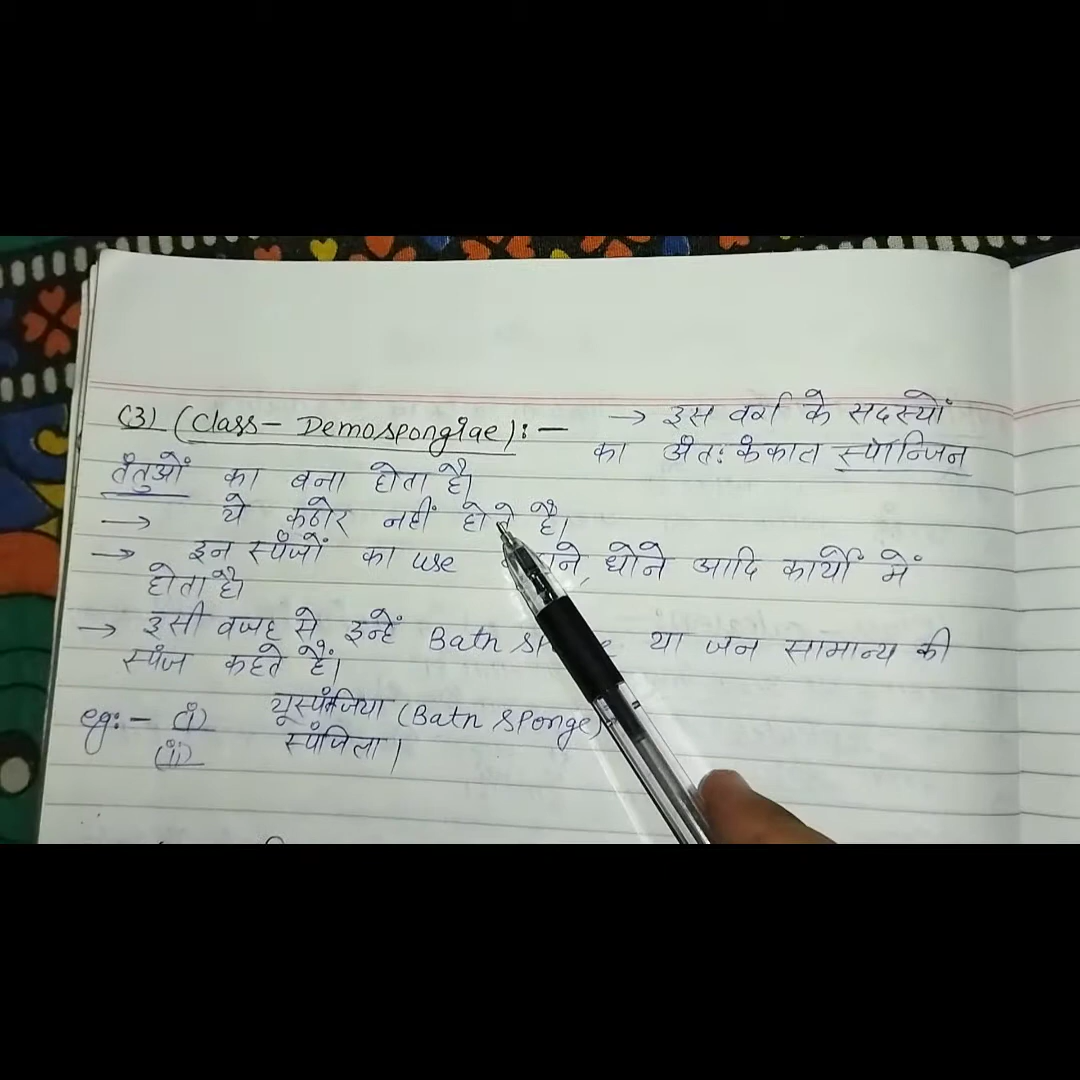 (3) (Class - Demospongiae) : - → इस वर्ग के सदस्यों
का अंतः कंकाल स्पोन्जिन
तंतुओं का बना होता है।
→ ये कठोर नहीं होते है।
→ इन स्पंजों का use धोने आदि कार्यों में
होता है।
→ इसी वजह से इन्हें Bath या जन सामान्य की
स्पंज कहते हैं।
eg: - (i) यूस्पंजिया (Bath Sponge)
(ii) स्पंजिला।